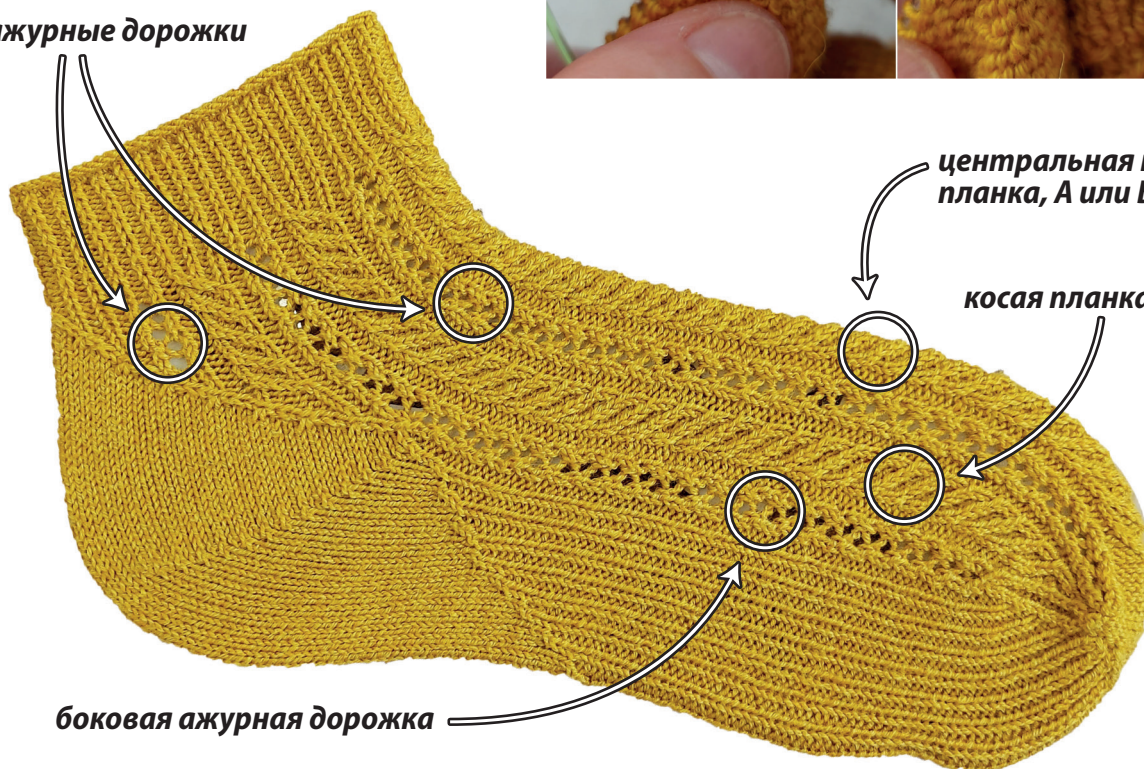 ажурные дорожки
центральная
планка, А или
косая планка
боковая ажурная дорожка